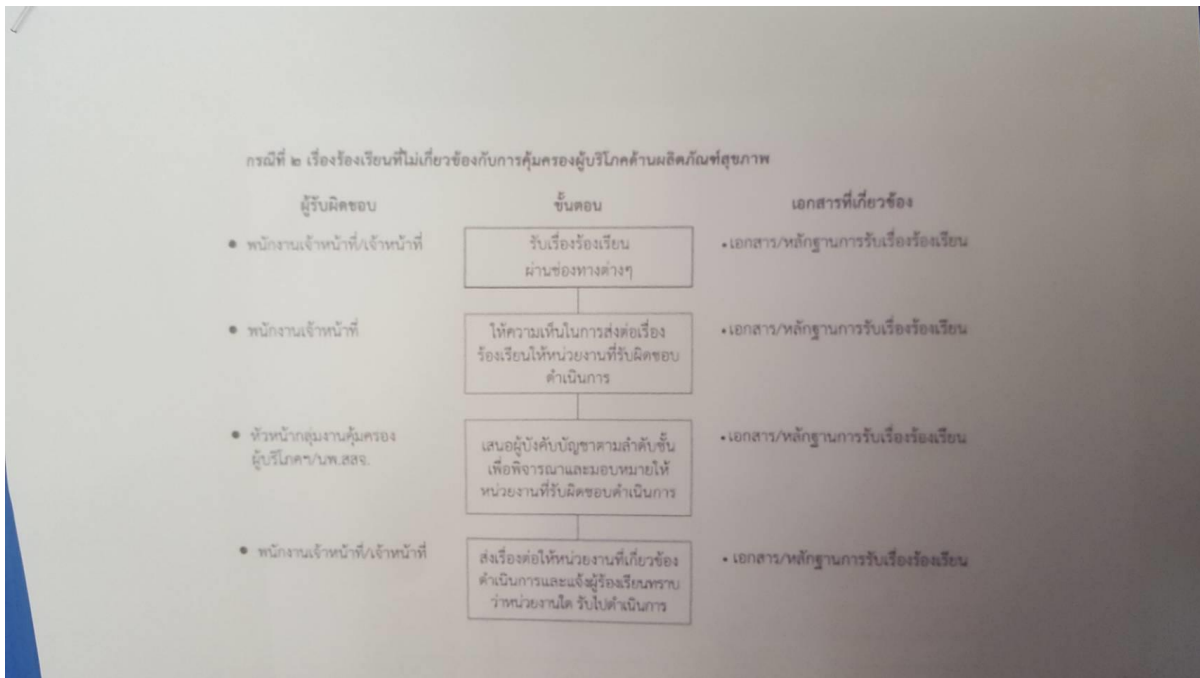 กรณีที่ ๒ เรื่องร้องเรียนที่ไม่เกี่ยวข้องกับการคุ้มครองผู้บริโภคด้านผลิตภัณฑ์สุขภาพ
ผู้รับผิดชอบ ขั้นตอน เอกสารที่เกี่ยวข้อง
• พนักงานเจ้าหน้าที่/เจ้าหน้าที่
รับเรื่องร้องเรียน
ผ่านช่องทางต่างๆ
• เอกสาร/หลักฐานการรับเรื่องร้องเรียน
• พนักงานเจ้าหน้าที่
ให้ความเห็นในการส่งต่อเรื่อง
ร้องเรียนให้หน่วยงานที่รับผิดชอบ
ดำเนินการ
• เอกสาร/หลักฐานการรับเรื่องร้องเรียน
• หัวหน้ากลุ่มงานคุ้มครอง
ผู้บริโภคฯ/นพ.สสจ.
เสนอผู้บังคับบัญชาตามลำดับชั้น
เพื่อพิจารณาและมอบหมายให้
หน่วยงานที่รับผิดชอบดำเนินการ
• เอกสาร/หลักฐานการรับเรื่องร้องเรียน
• พนักงานเจ้าหน้าที่/เจ้าหน้าที่
ส่งเรื่องต่อให้หน่วยงานที่เกี่ยวข้อง
ดำเนินการและแจ้งผู้ร้องเรียนทราบ
ว่าหน่วยงานใด รับไปดำเนินการ
• เอกสาร/หลักฐานการรับเรื่องร้องเรียน